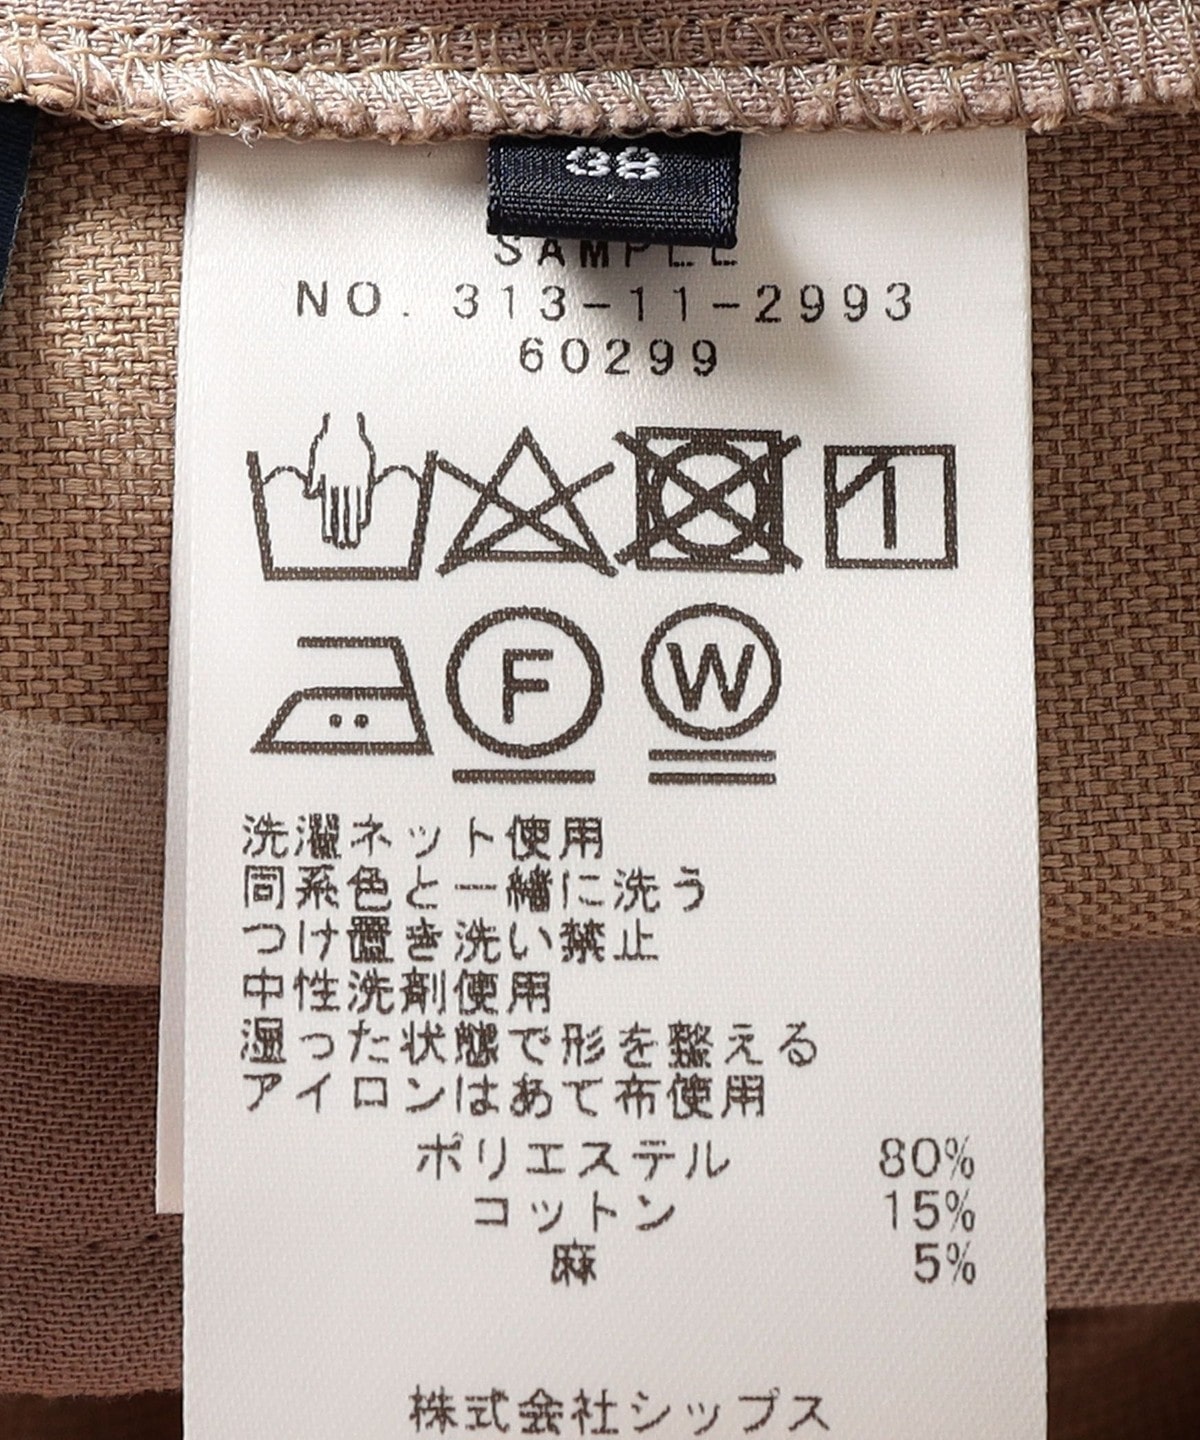 SAMPLE
NO. 313-11-2993
60299
F
W
洗濯ネット使用
同系色と一緒に洗う
つけ置き洗い禁止
中性洗剤使用
湿った状態で形を整える
アイロンはあて布使用
ポリエステル 80%
コットン 15%
麻 5%
株式会社シップス